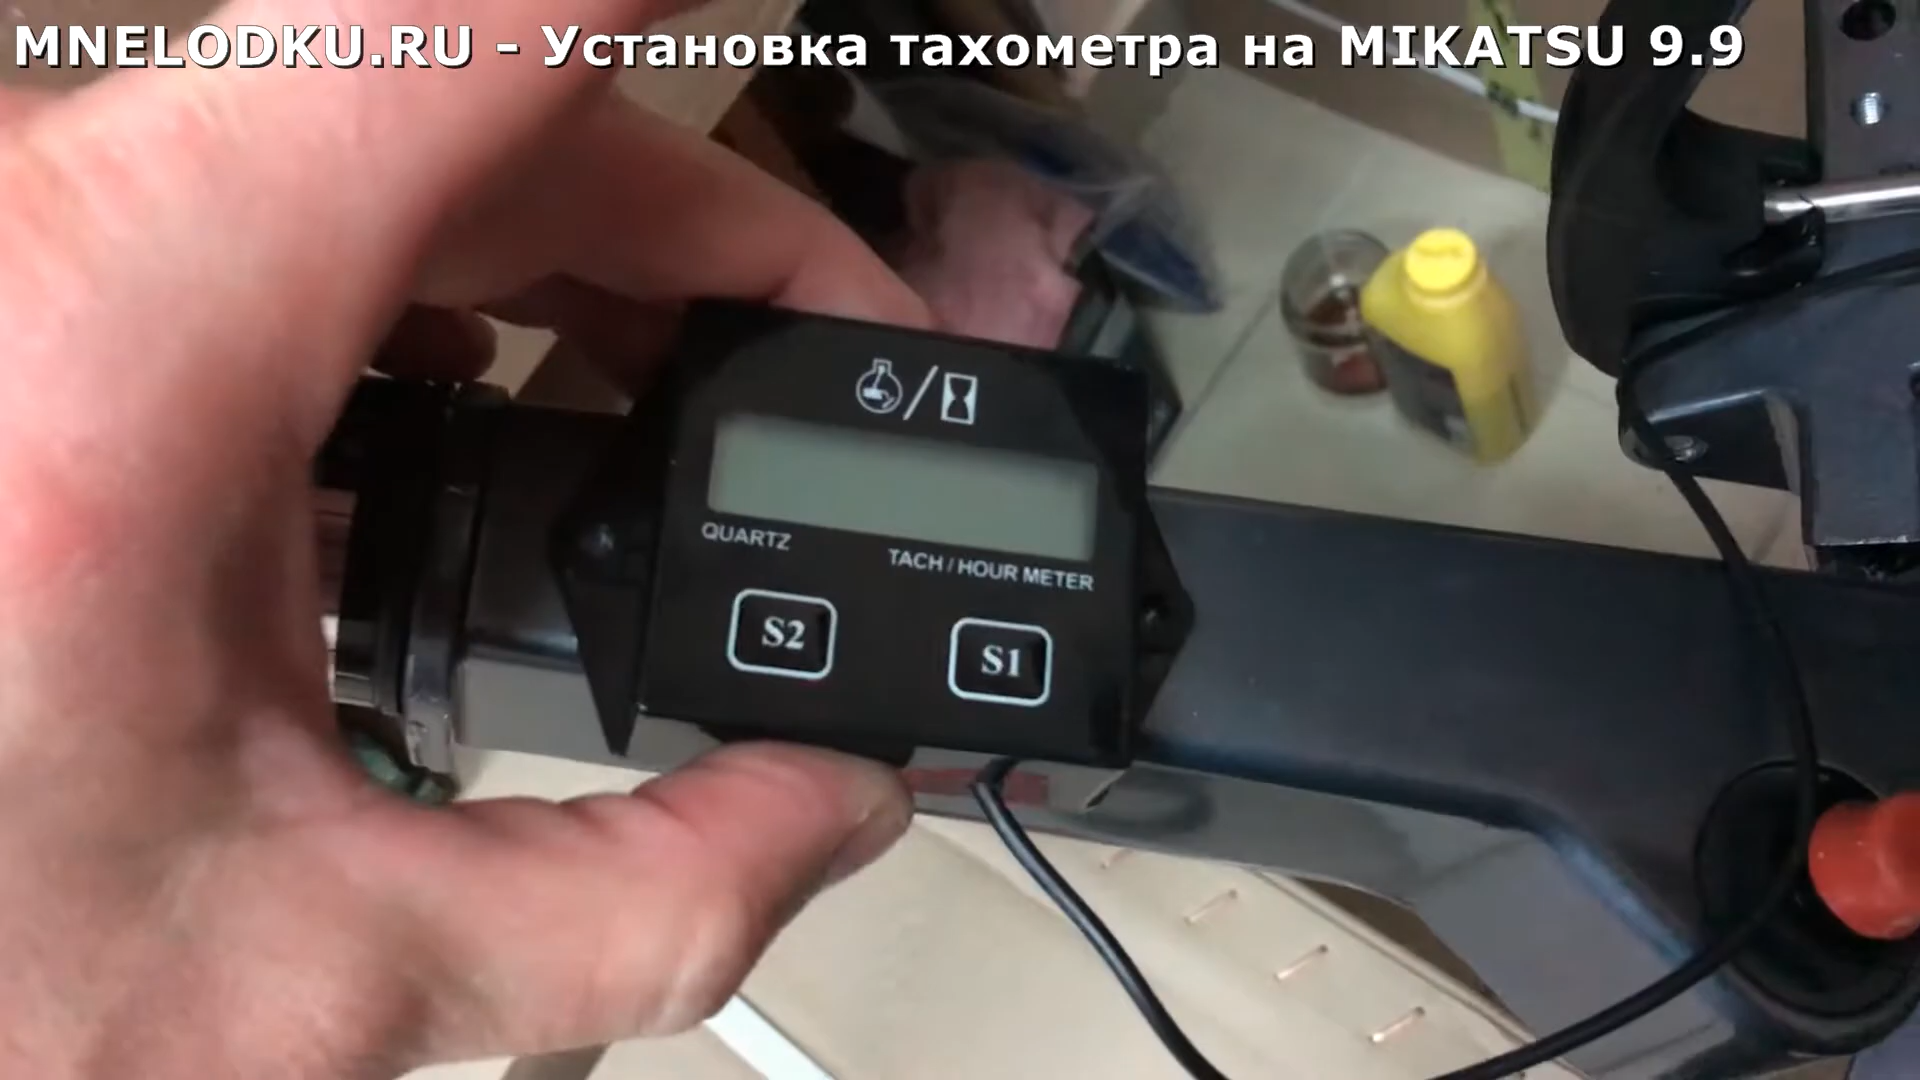 MNELODKU.RU - Установка тахометра на MIKATSU 9.9
QUARTZ
TACH / HOUR METER
S2
S1